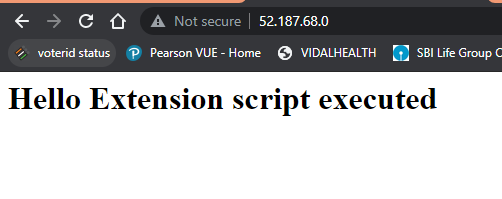 Not secure 52.187.68.0
voterid status Pearson VUE - Home VIDALHEALTH SBI Life Group C
Hello Extension script executed